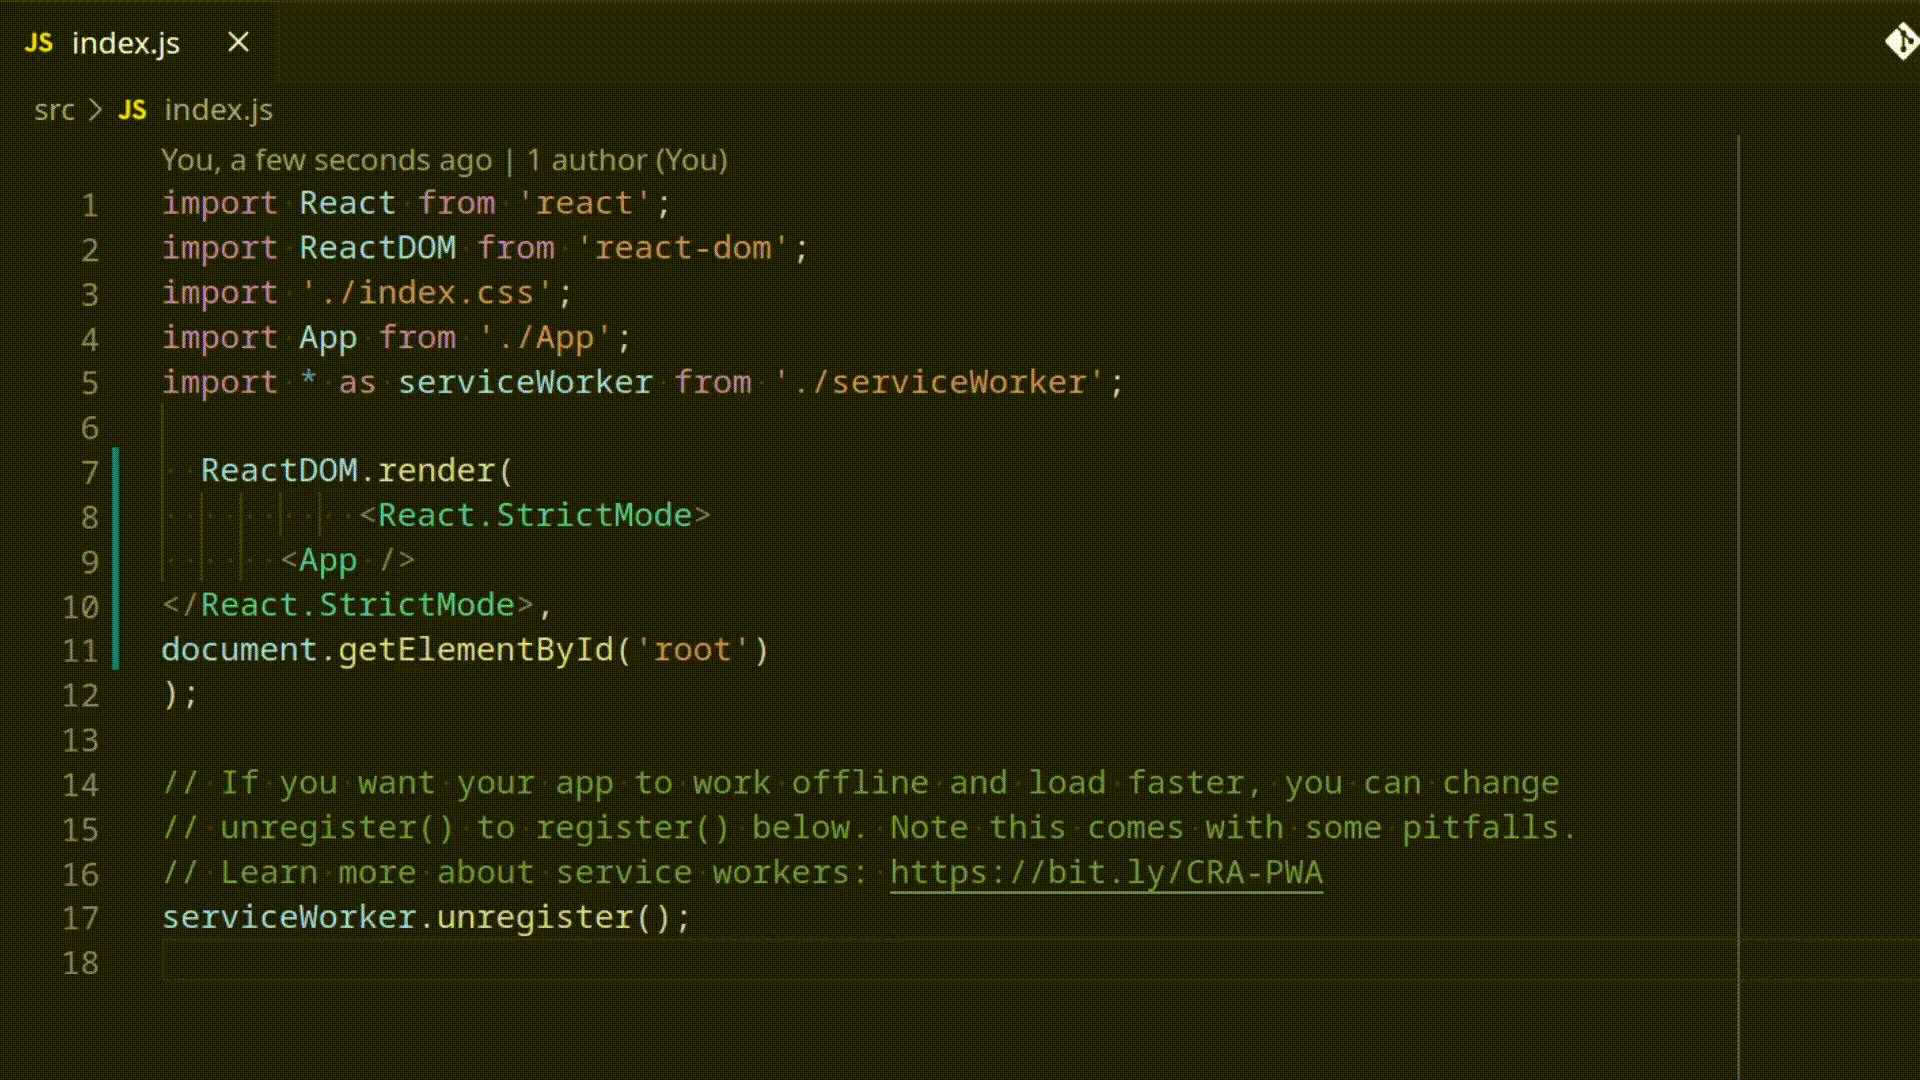 JS index.js
src > JS index.js
You, a few seconds ago | 1 author (You)
1 import React from 'react';
2 import ReactDOM from 'react-dom';
3 import './index.css';
4 import App from './App';
5 import * as serviceWorker from './serviceWorker';
6
7   ReactDOM.render(
8           <React.StrictMode>
9       <App />
10 </React.StrictMode>,
11 document.getElementById('root')
12 );
13
14 // If you want your app to work offline and load faster, you can change
15 // unregister() to register() below. Note this comes with some pitfalls.
16 // Learn more about service workers: https://bit.ly/CRA-PWA
17 serviceWorker.unregister();
18